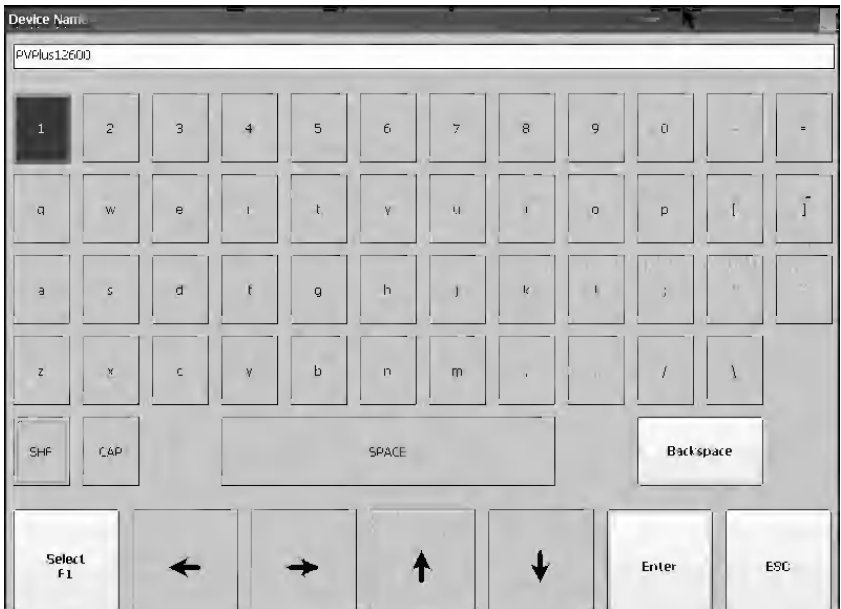 Device Name
PVPlus12600
1 2 3 4 5 6 7 8 9 0 - =
q w e r t y u i o p [ ]
a s d f g h j k l ; '
z x c v b n m , . / \
SHF CAP SPACE Backspace
Select F1 ← → ↑ ↓ Enter ESC